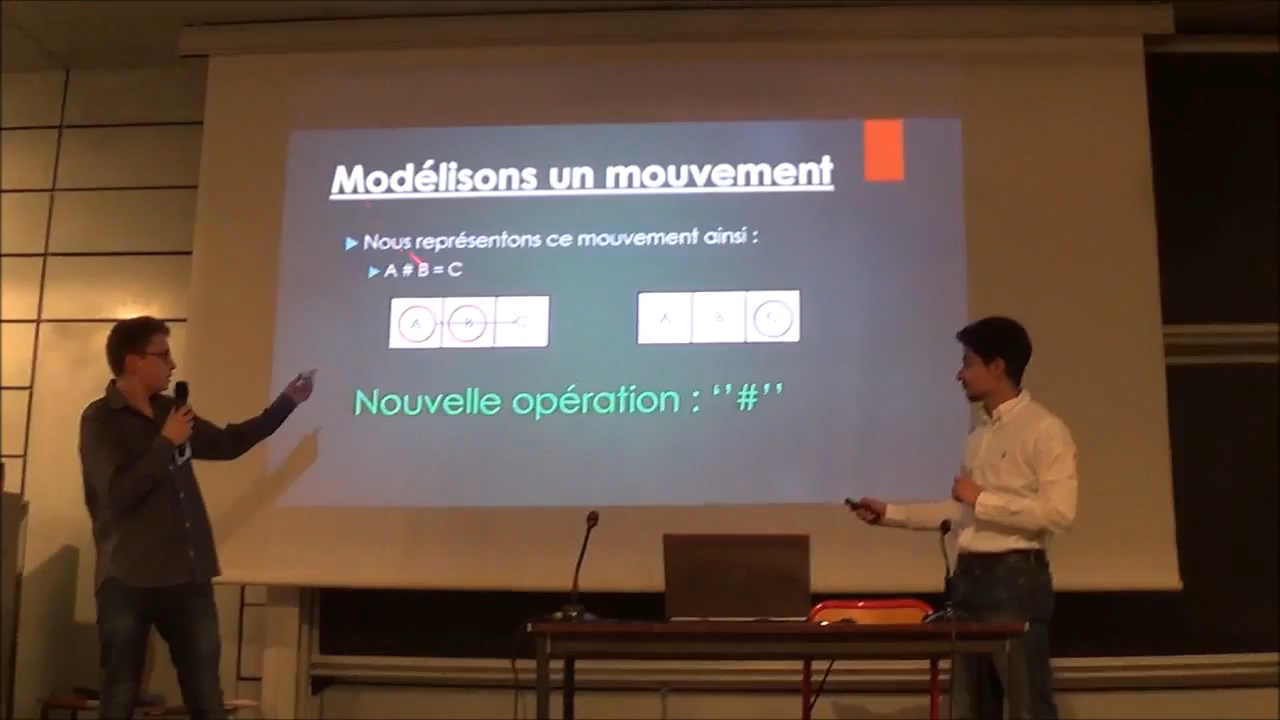 Modélisons un mouvement
Nous représentons ce mouvement ainsi :
A # B = C
A B C A B C
Nouvelle opération : ‘’#’’